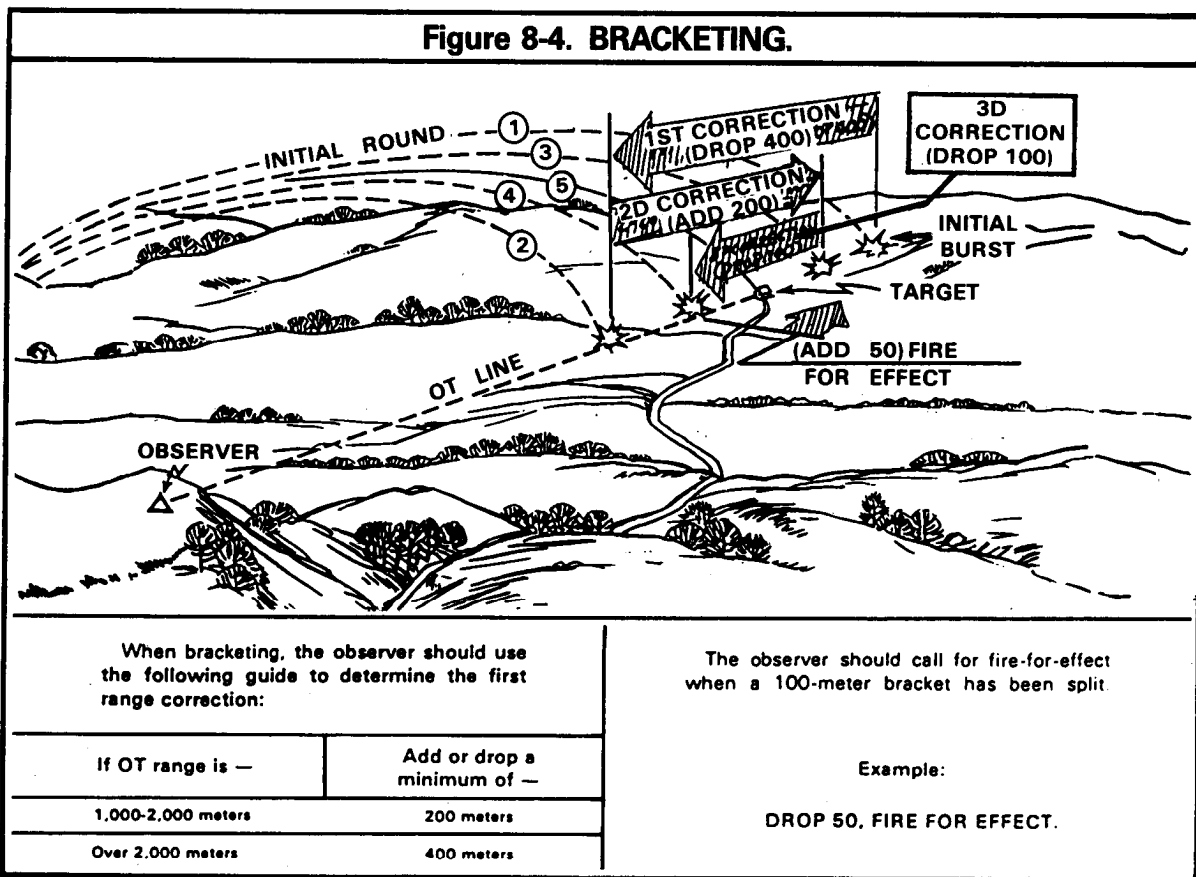 Figure 8-4. BRACKETING.
INITIAL ROUND
1
3
5
4
2
1ST CORRECTION
(DROP 400)
2D CORRECTION
(ADD 200)
3D
CORRECTION
(DROP 100)
INITIAL
BURST
TARGET
(ADD 50) FIRE
FOR EFFECT
OT LINE
OBSERVER
When bracketing, the observer should use
the following guide to determine the first
range correction:
If OT range is —
Add or drop a
minimum of —
1,000-2,000 meters
200 meters
Over 2,000 meters
400 meters
The observer should call for fire-for-effect
when a 100-meter bracket has been split.
Example:
DROP 50, FIRE FOR EFFECT.